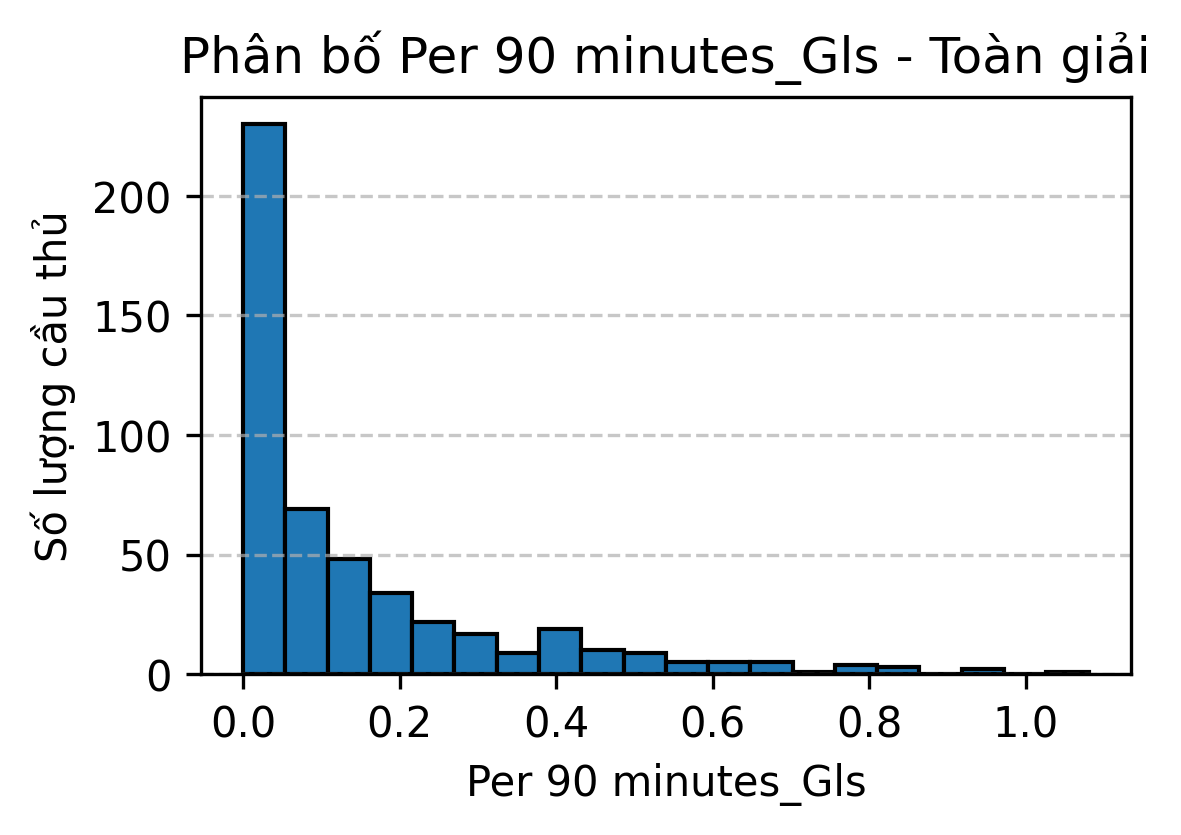 Phân bố Per 90 minutes_Gls - Toàn giải
Số lượng cầu thủ
200
150
100
50
0
0.0 0.2 0.4 0.6 0.8 1.0
Per 90 minutes_Gls